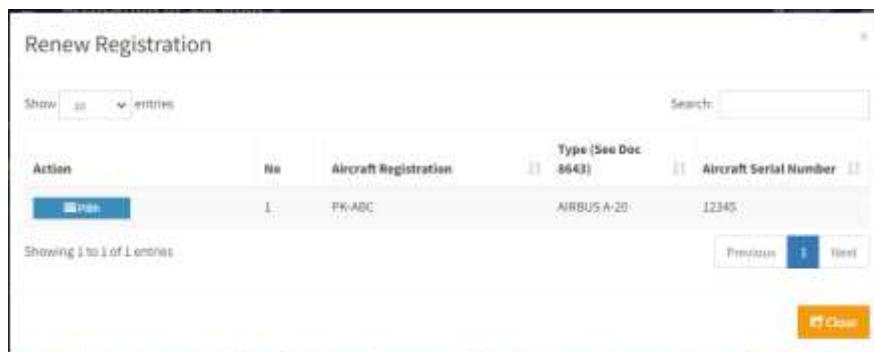 Renew Registration
×
Show 10 entries
Search:
Action No Aircraft Registration Type (See Doc 8643) Aircraft Serial Number
Pilih 1 PK-ABC AIRBUS A-20 12345
Showing 1 to 1 of 1 entries
Previous 1 Next
Close